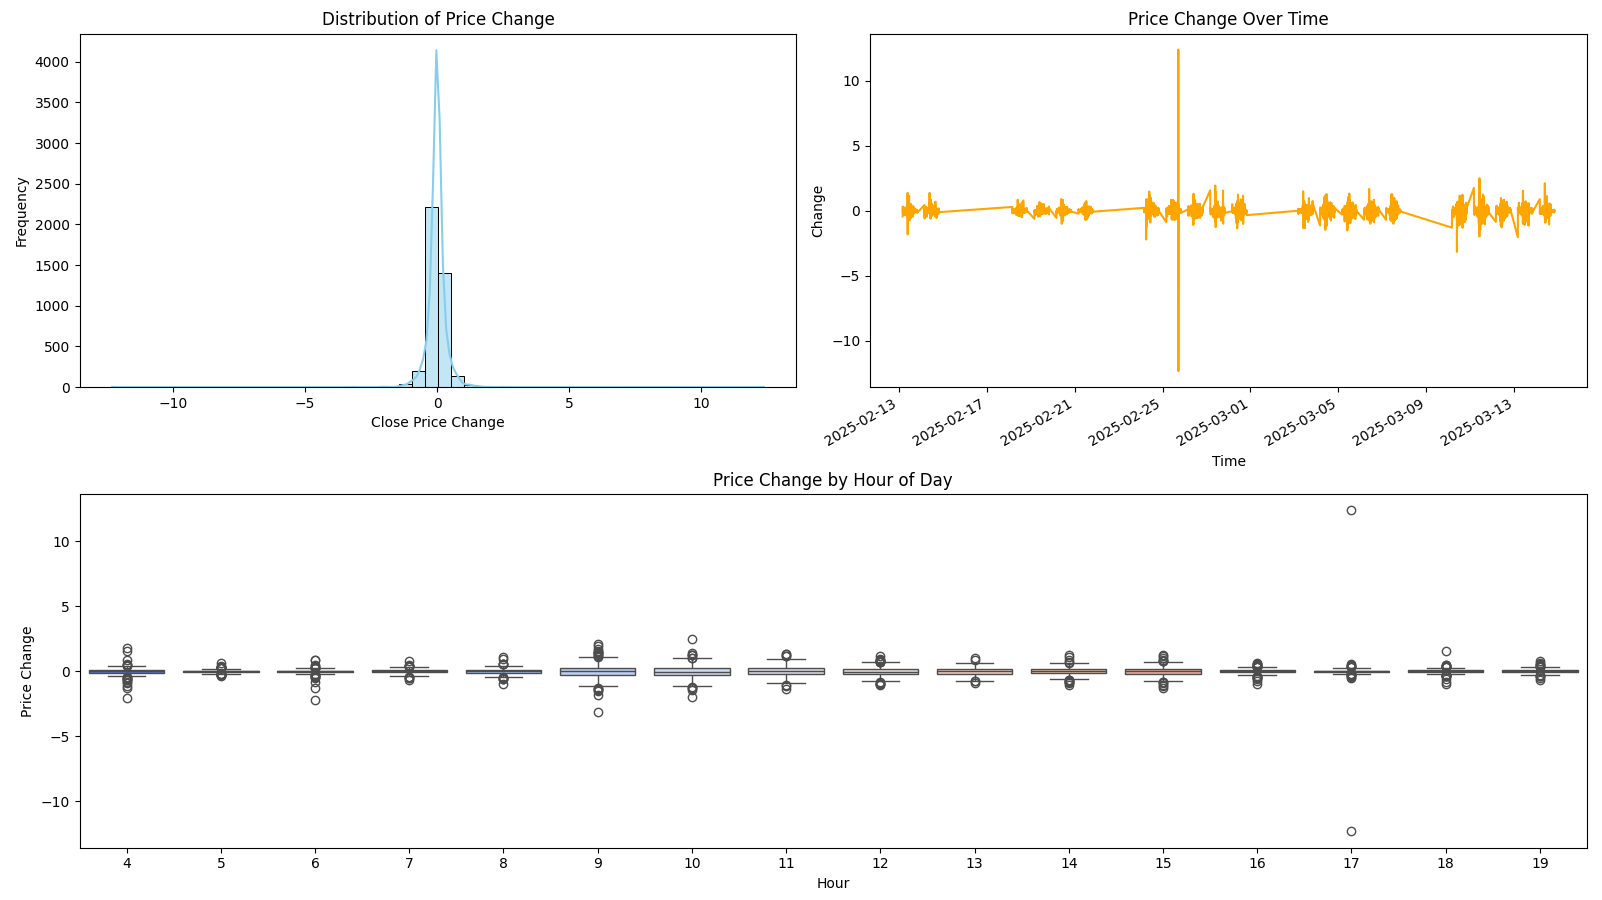 Distribution of Price Change
4000
3500
3000
2500
2000
1500
1000
500
0
Frequency
−10 −5 0 5 10
Close Price Change
Price Change Over Time
10
5
0
−5
−10
Change
2025-02-13 2025-02-17 2025-02-21 2025-02-25 2025-03-01 2025-03-05 2025-03-09 2025-03-13
Time
Price Change by Hour of Day
10
5
0
−5
−10
Price Change
4 5 6 7 8 9 10 11 12 13 14 15 16 17 18 19
Hour